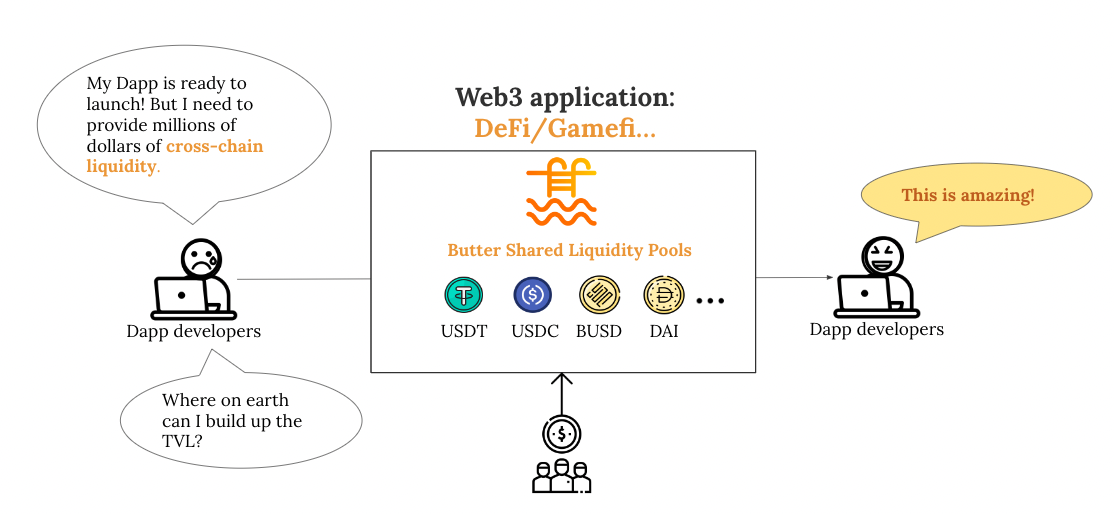 My Dapp is ready to
launch! But I need to
provide millions of
dollars of cross-chain
liquidity.
Dapp developers
Where on earth
can I build up the
TVL?
Web3 application:
DeFi/Gamefi...
Butter Shared Liquidity Pools
USDT USDC BUSD DAI ...
This is amazing!
Dapp developers